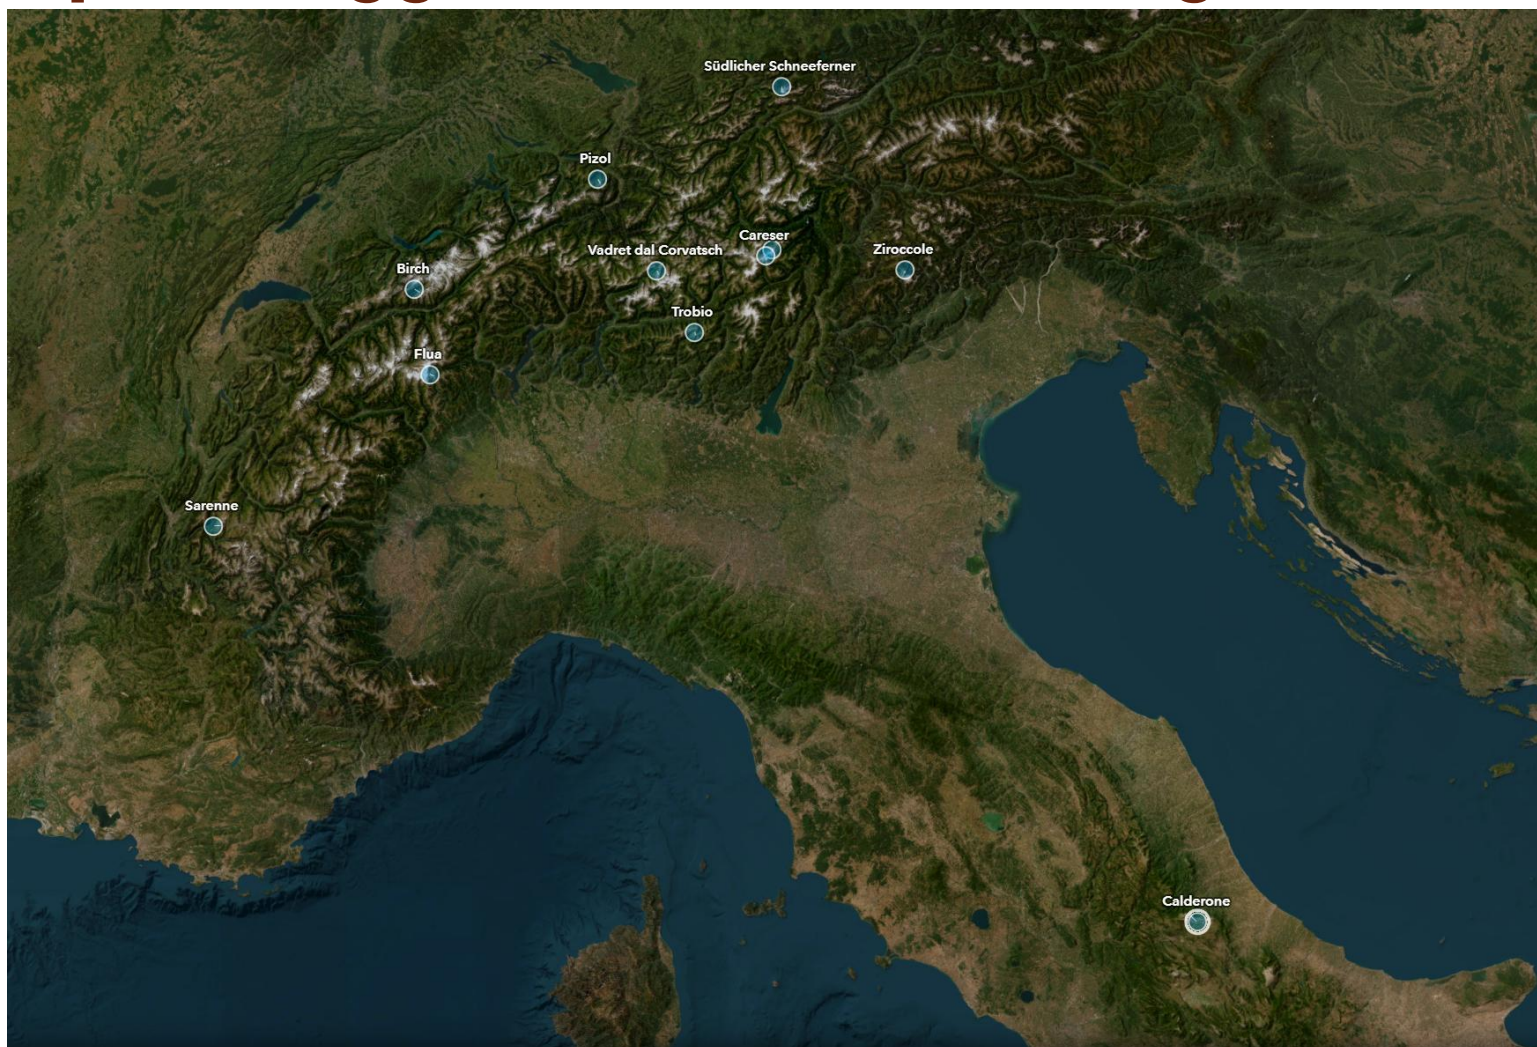 Südlicher Schneeferner
Pizol
Careser
Vadret dal Corvatsch
Ziroccole
Birch
Trobio
Flua
Sarenne
Calderone